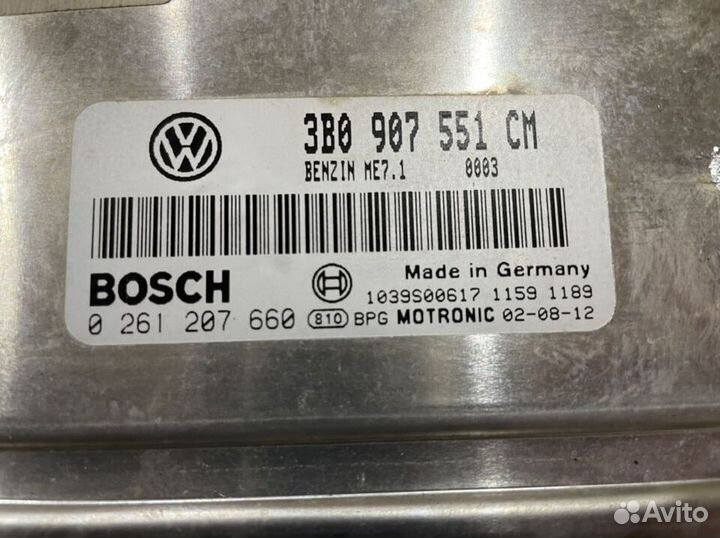 3B0 907 551 CM
BENZIN ME7.1 0003
BOSCH
Made in Germany
1039S00617 1159 1189
0 261 207 660 810 BPG MOTRONIC 02-08-12
Avito